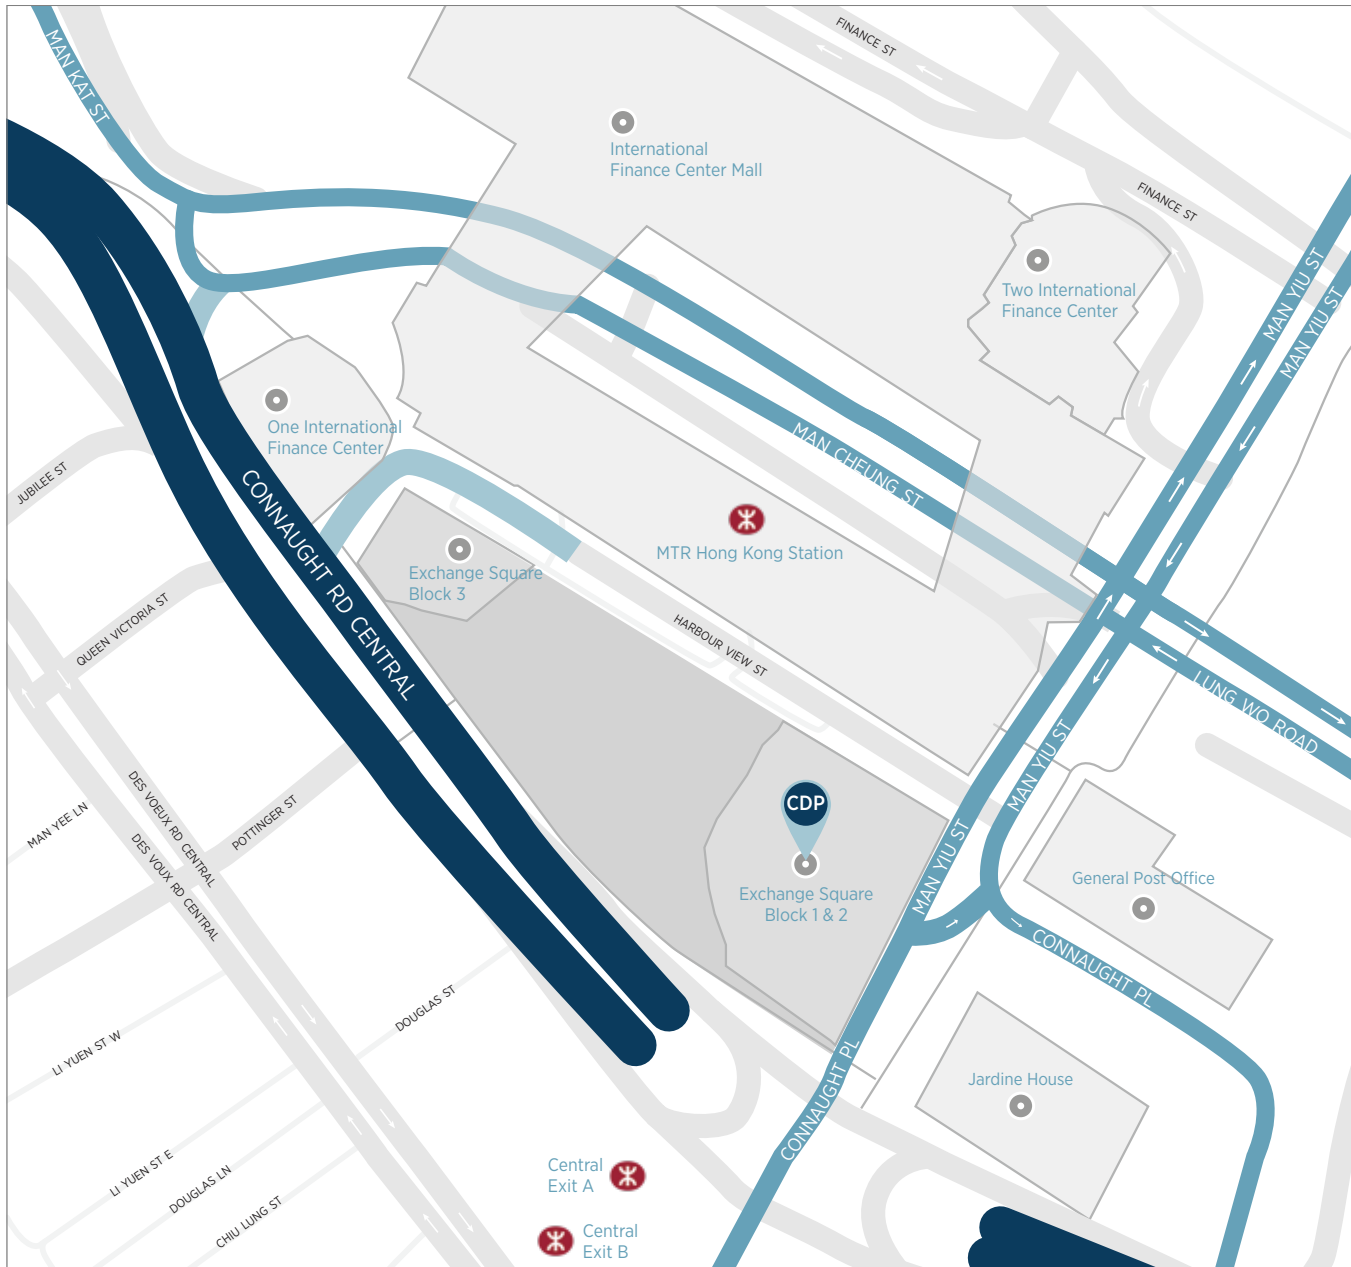 FINANCE ST
MAN KAT ST
International
Finance Center Mall
FINANCE ST
Two International
Finance Center
MAN YIU ST
MAN YIU ST
One International
Finance Center
MAN CHEUNG ST
JUBILEE ST
CONNAUGHT RD CENTRAL
MTR Hong Kong Station
Exchange Square
Block 3
QUEEN VICTORIA ST
HARBOUR VIEW ST
LUNG WO ROAD
MAN YIU ST
DES VOEUX RD CENTRAL
DES VOUX RD CENTRAL
MAN YEE LN
POTTINGER ST
CDP
MAN YIU ST
Exchange Square
Block 1 & 2
General Post Office
CONNAUGHT PL
DOUGLAS ST
LI YUEN ST W
CONNAUGHT PL
Jardine House
Central
Exit A
LI YUEN ST E
DOUGLAS LN
CHIU LUNG ST
Central
Exit B